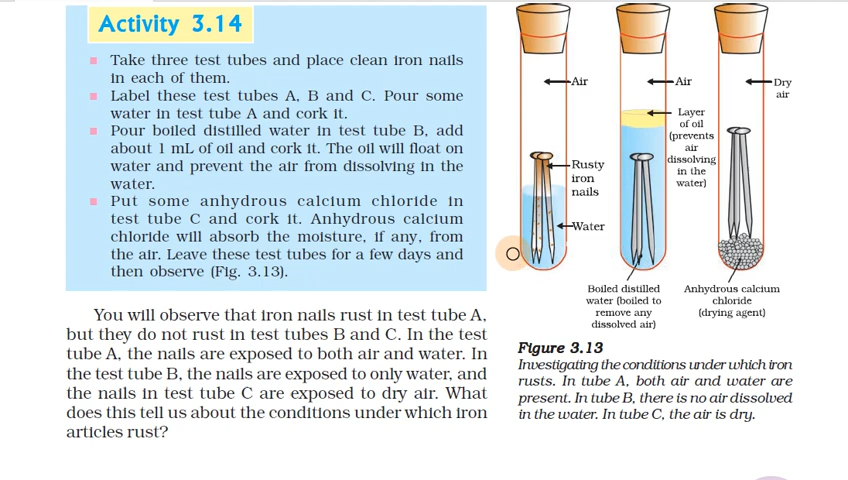 Activity 3.14
Take three test tubes and place clean iron nails
in each of them.
Label these test tubes A, B and C. Pour some
water in test tube A and cork it.
Pour boiled distilled water in test tube B, add
about 1 mL of oil and cork it. The oil will float on
water and prevent the air from dissolving in the
water.
Put some anhydrous calcium chloride in
test tube C and cork it. Anhydrous calcium
chloride will absorb the moisture, if any, from
the air. Leave these test tubes for a few days and
then observe (Fig. 3.13).
You will observe that iron nails rust in test tube A,
but they do not rust in test tubes B and C. In the test
tube A, the nails are exposed to both air and water. In
the test tube B, the nails are exposed to only water, and
the nails in test tube C are exposed to dry air. What
does this tell us about the conditions under which iron
articles rust?
Air
Rusty
iron
nails
Water
Air
Layer
of oil
(prevents
air
dissolving
in the
water)
Dry
air
Boiled distilled
water (boiled to
remove any
dissolved air)
Anhydrous calcium
chloride
(drying agent)
Figure 3.13
Investigating the conditions under which iron
rusts. In tube A, both air and water are
present. In tube B, there is no air dissolved
in the water. In tube C, the air is dry.